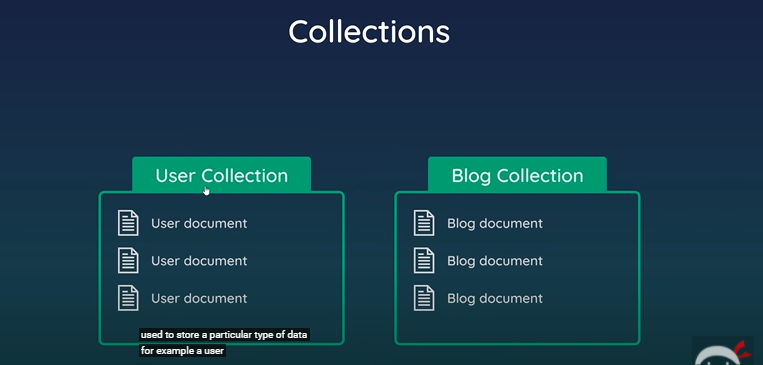 Collections
User Collection
User document
User document
User document
Blog Collection
Blog document
Blog document
Blog document
used to store a particular type of data
for example a user